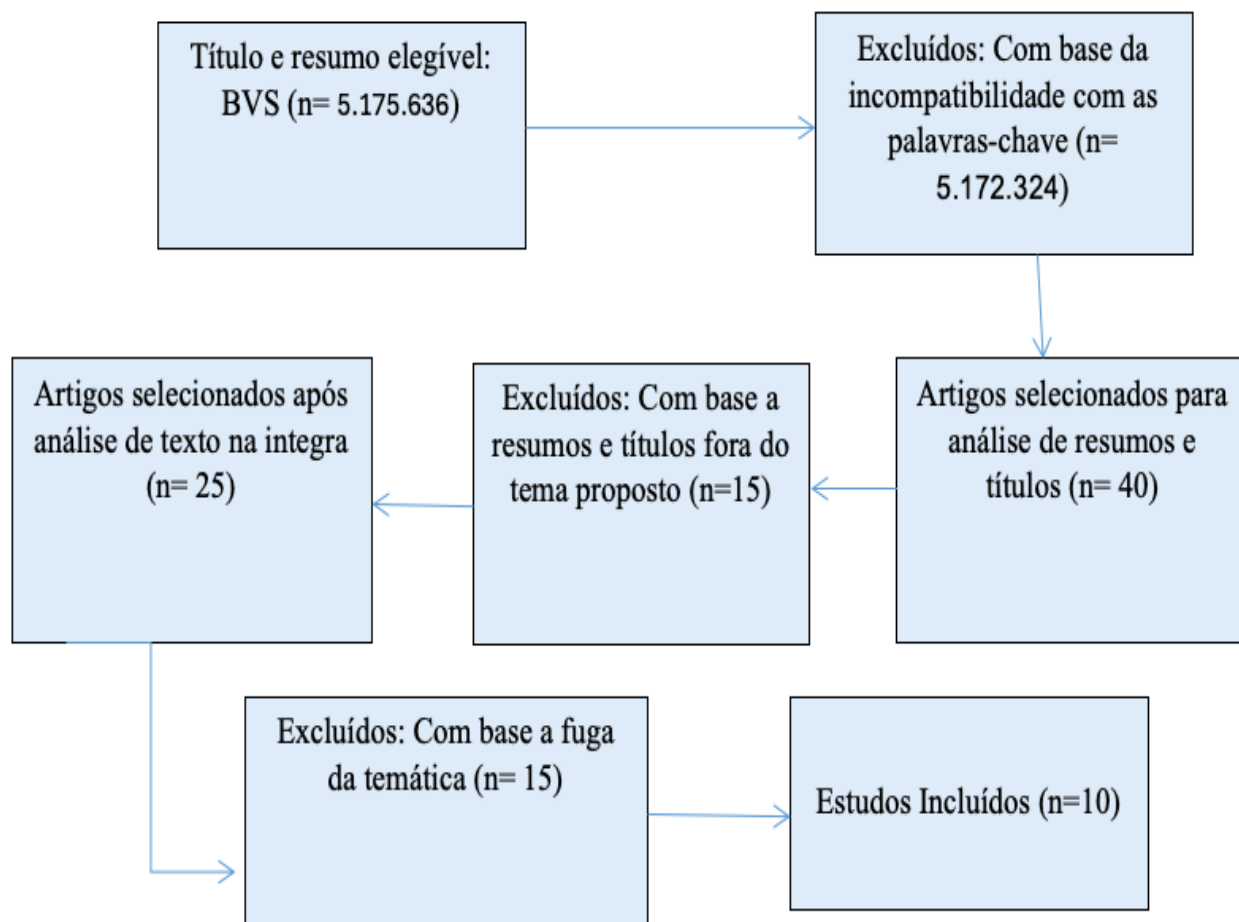 Título e resumo elegível:
BVS (n= 5.175.636)
Excluídos: Com base da
incompatibilidade com as
palavras-chave (n=
5.172.324)
Artigos selecionados para
análise de resumos e
títulos (n= 40)
Excluídos: Com base a
resumos e títulos fora do
tema proposto (n=15)
Artigos selecionados após
análise de texto na integra
(n= 25)
Excluídos: Com base a fuga
da temática (n= 15)
Estudos Incluídos (n=10)